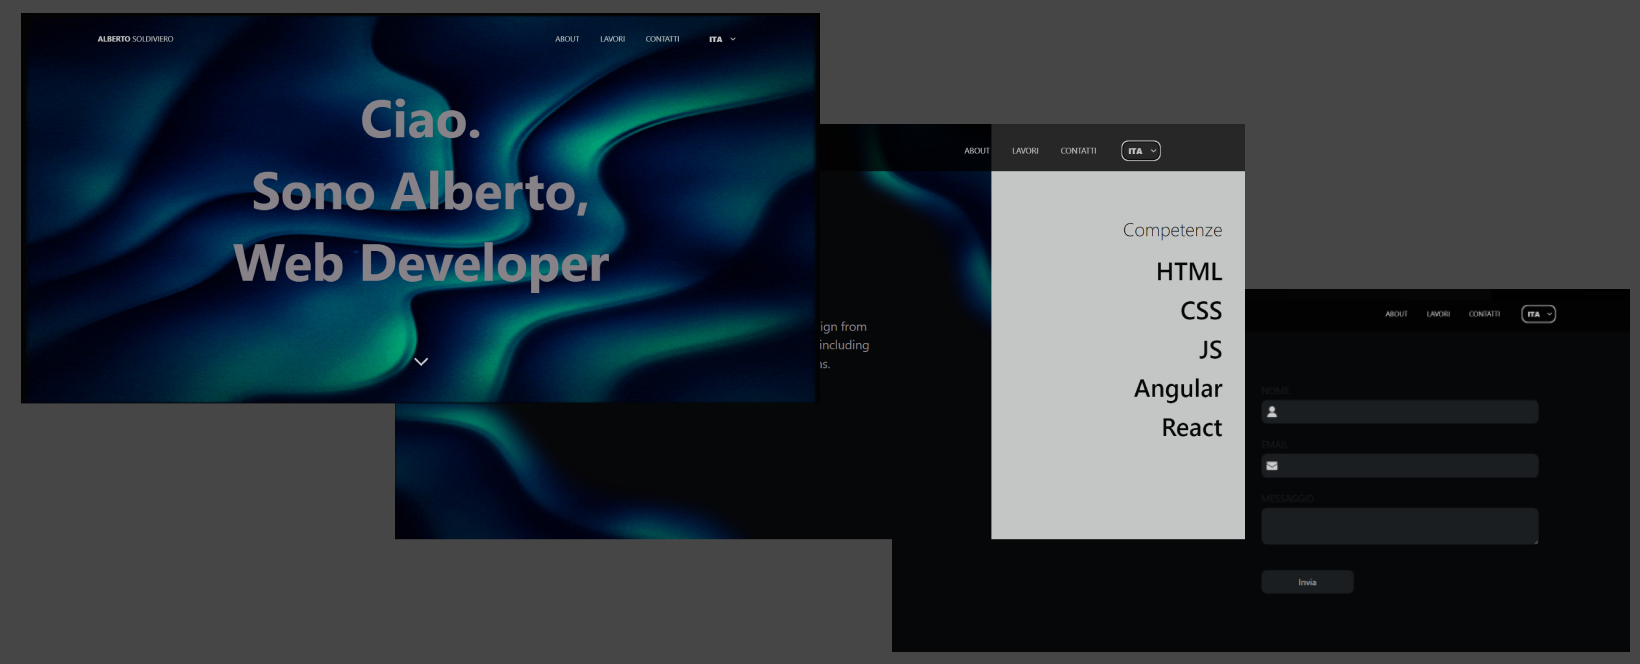 ALBERTO SOLDIVIERO
ABOUT LAVORI CONTATTI ITA
Ciao.
Sono Alberto,
Web Developer
ABOUT LAVORI CONTATTI ITA
ign from
including
ns.
Competenze
HTML
CSS
JS
Angular
React
ABOUT LAVORI CONTATTI ITA
NOME
EMAIL
MESSAGGIO
Invia